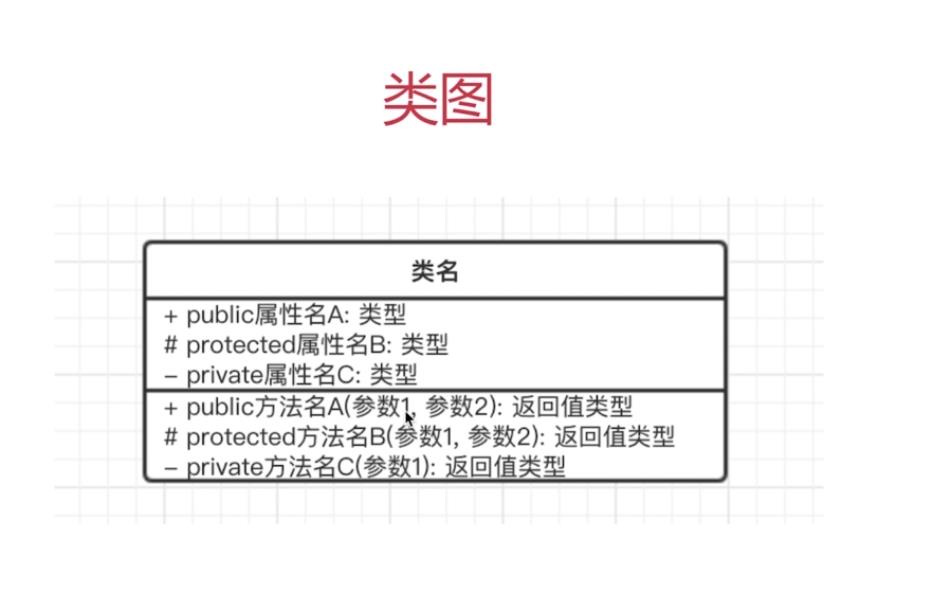 类图
类名
+ public属性名A: 类型
# protected属性名B: 类型
– private属性名C: 类型
+ public方法名A(参数1, 参数2): 返回值类型
# protected方法名B(参数1, 参数2): 返回值类型
– private方法名C(参数1): 返回值类型